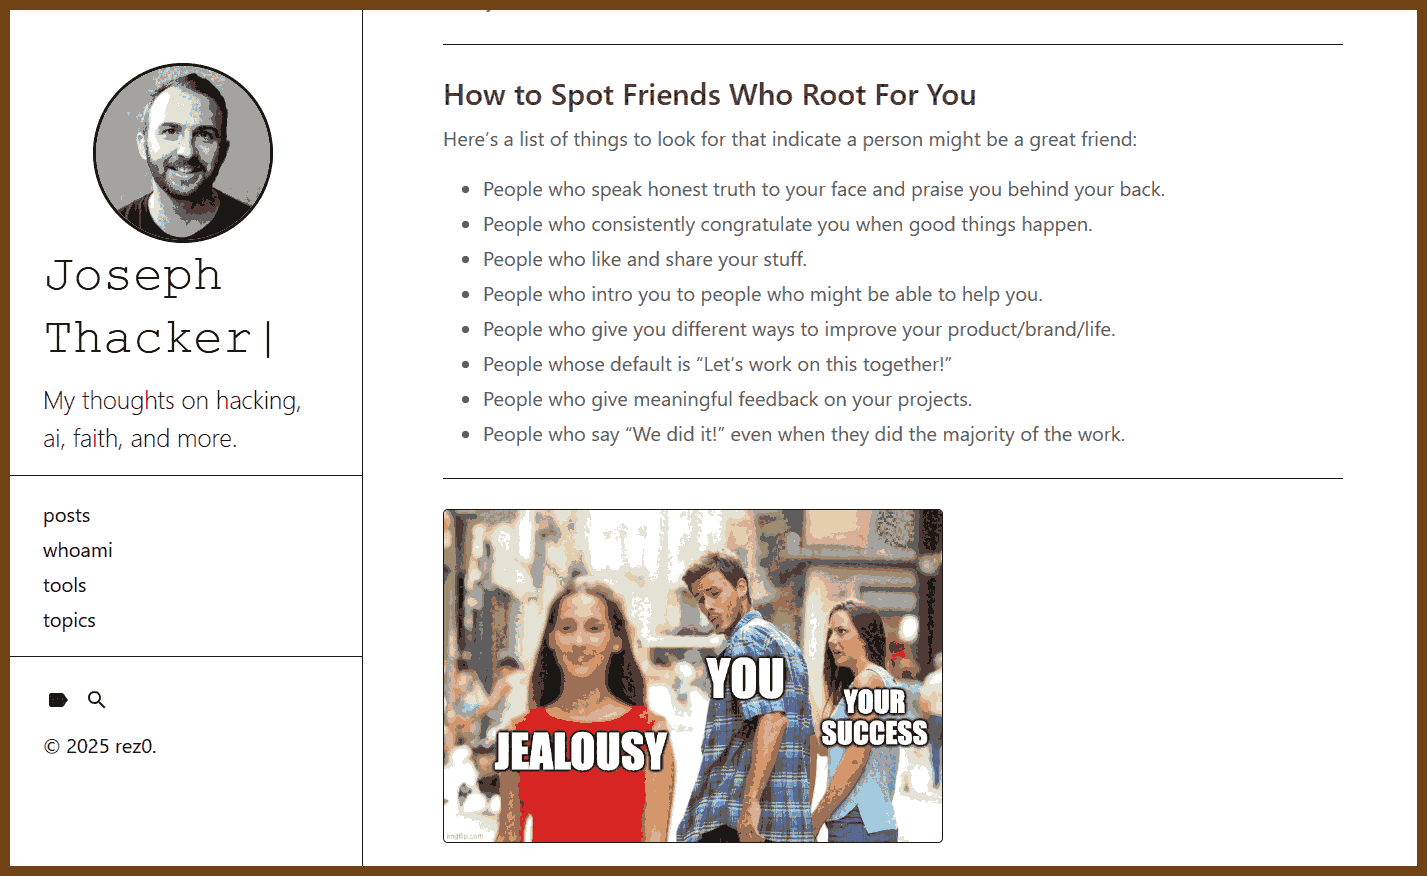 Joseph
Thacker|
My thoughts on hacking,
ai, faith, and more.
posts
whoami
tools
topics
© 2025 rez0.
How to Spot Friends Who Root For You
Here’s a list of things to look for that indicate a person might be a great friend:
• People who speak honest truth to your face and praise you behind your back.
• People who consistently congratulate you when good things happen.
• People who like and share your stuff.
• People who intro you to people who might be able to help you.
• People who give you different ways to improve your product/brand/life.
• People whose default is “Let’s work on this together!”
• People who give meaningful feedback on your projects.
• People who say “We did it!” even when they did the majority of the work.
YOU
YOUR
SUCCESS
JEALOUSY
imgflip.com